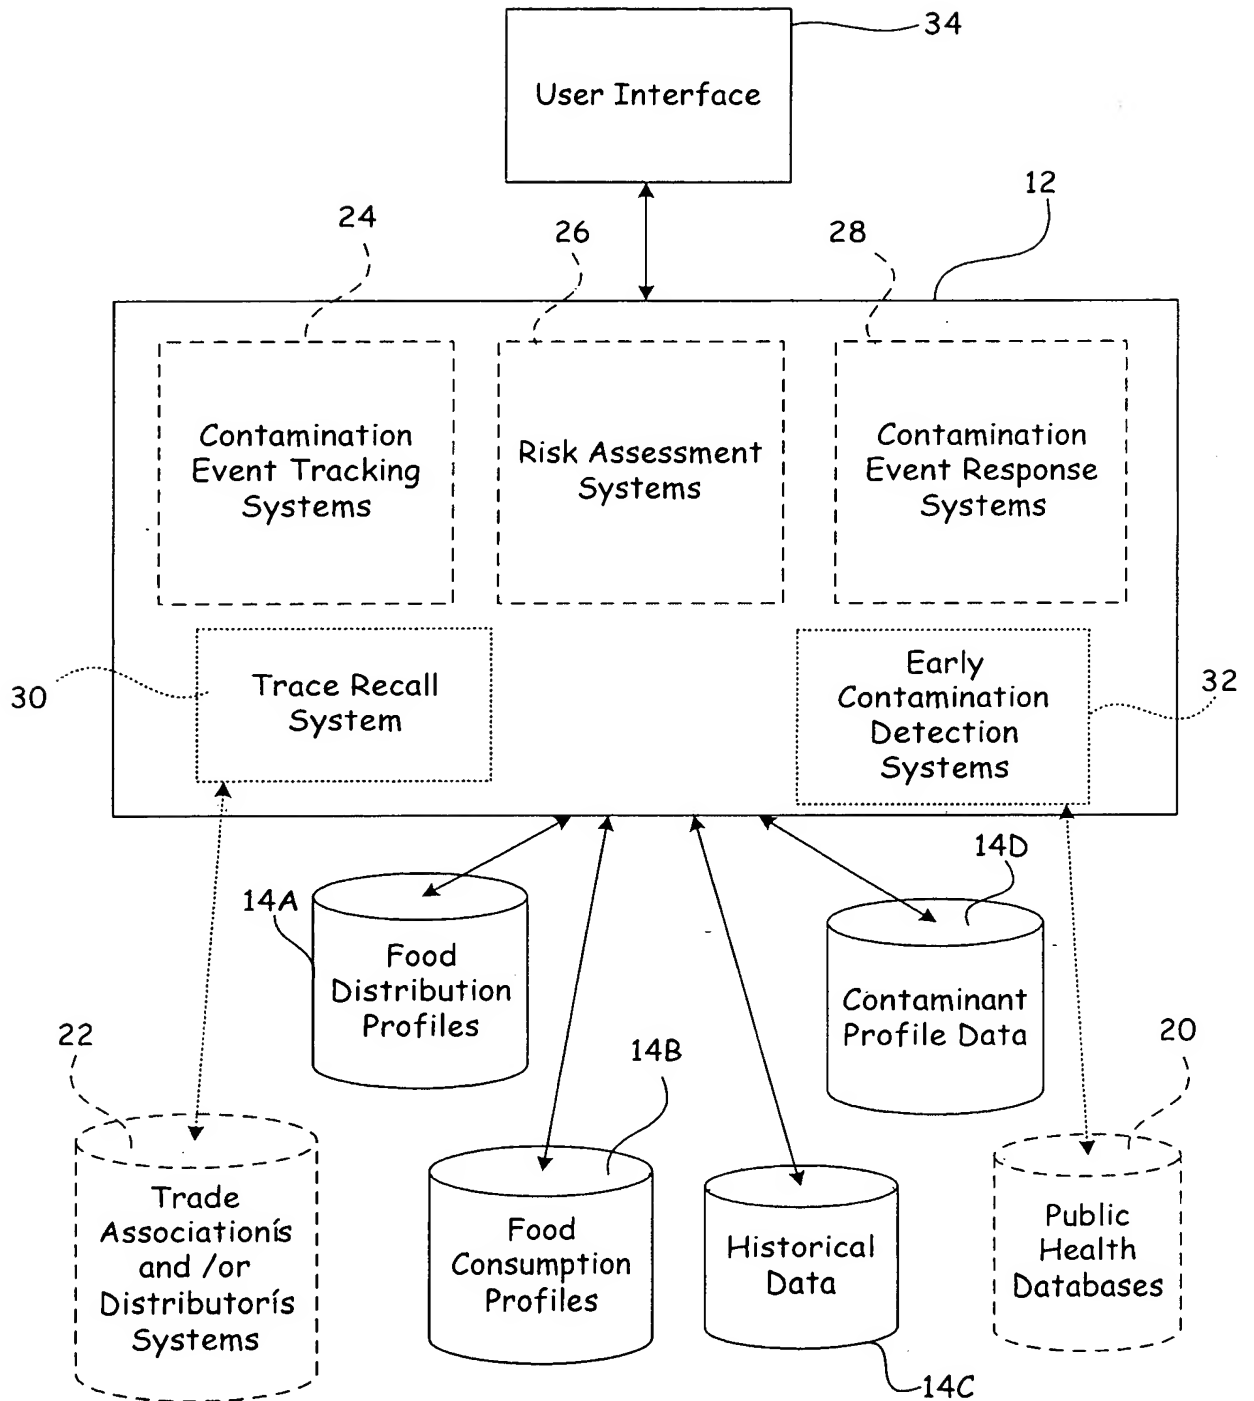 34
User Interface
12
24
26
28
Contamination
Event Tracking
Systems
Risk Assessment
Systems
Contamination
Event Response
Systems
30
Trace Recall
System
Early
Contamination
Detection
Systems
32
14A
Food
Distribution
Profiles
14D
Contaminant
Profile Data
22
Trade
Associationís
and /or
Distributorís
Systems
14B
Food
Consumption
Profiles
Historical
Data
14C
20
Public
Health
Databases